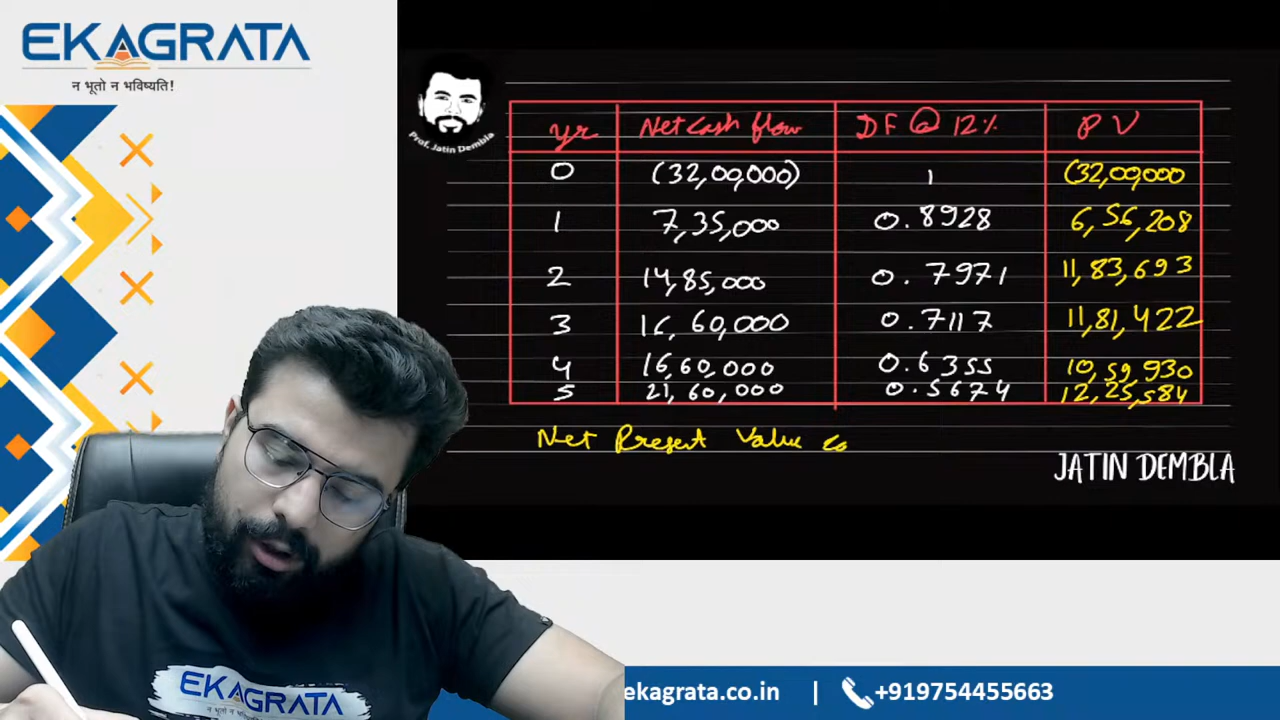 EKAGRATA
न भूतो न भविष्यति!
Prof. Jatin Dembla
yr Net Cash flow DF @ 12% PV
0 (32,00,000) 1 (32,00,000
1 7,35,000 0.8928 6,56,208
2 14,85,000 0.7971 11,83,693
3 16,60,000 0.7117 11,81,422
4 16,60,000 0.6355 10,59,930
5 21,60,000 0.5674 12,25,584
Net Present Value
JATIN DEMBLA
EKAGRATA
ekagrata.co.in | +919754455663